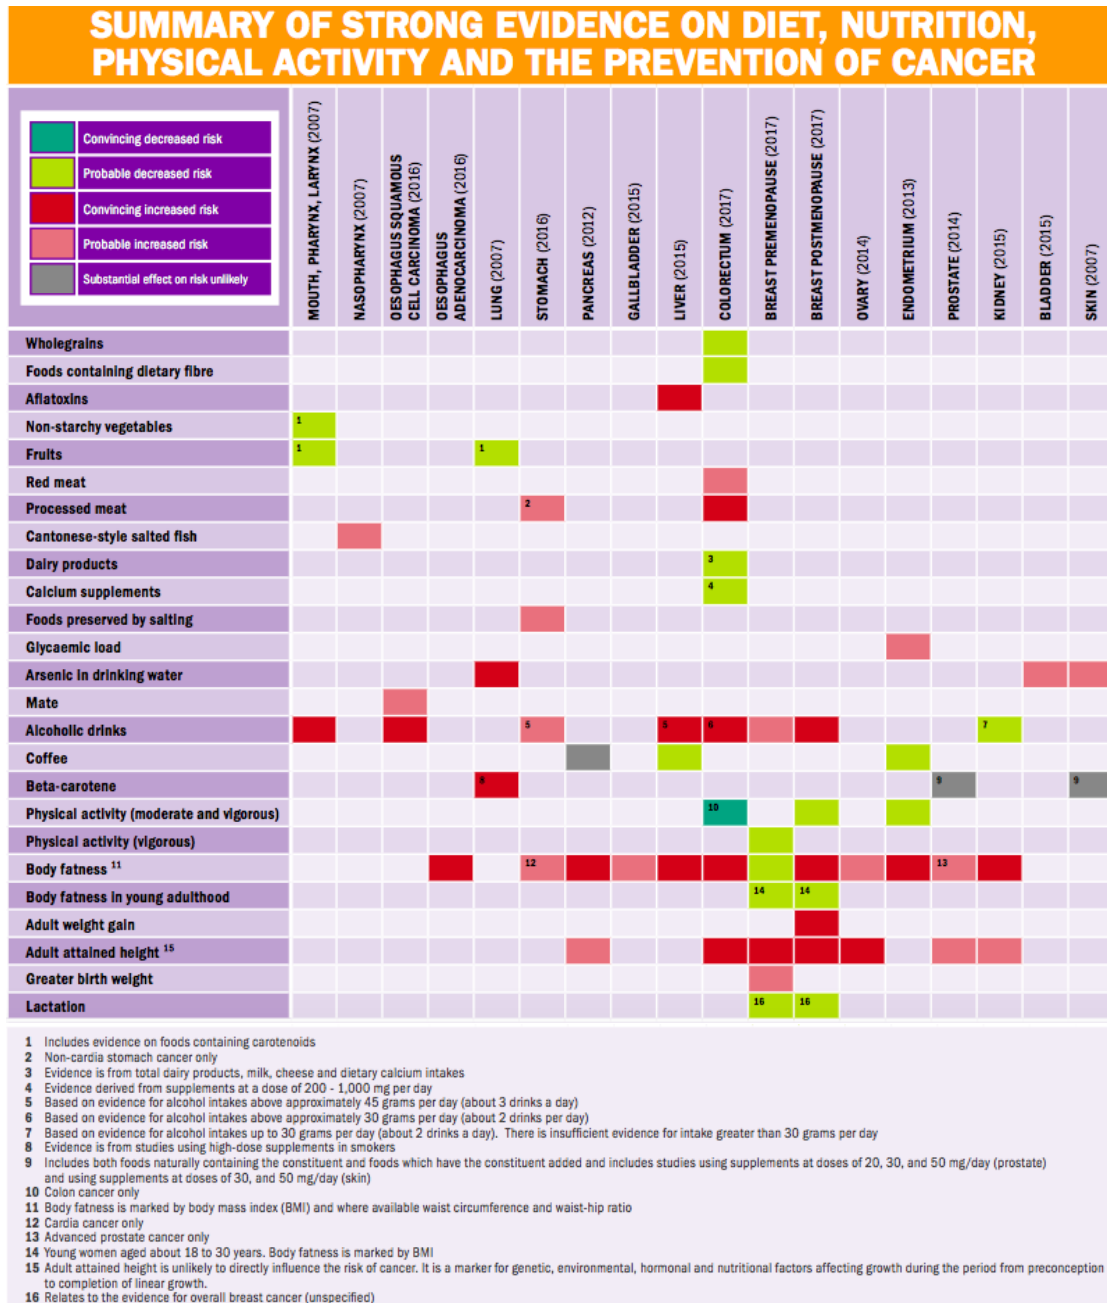 SUMMARY OF STRONG EVIDENCE ON DIET, NUTRITION,
PHYSICAL ACTIVITY AND THE PREVENTION OF CANCER
Convincing decreased risk
Probable decreased risk
Convincing increased risk
Probable increased risk
Substantial effect on risk unlikely
MOUTH, PHARYNX, LARYNX (2007)
NASOPHARYNX (2007)
OESOPHAGUS SQUAMOUS
CELL CARCINOMA (2016)
OESOPHAGUS
ADENOCARCINOMA (2016)
LUNG (2007)
STOMACH (2016)
PANCREAS (2012)
GALLBLADDER (2015)
LIVER (2015)
COLORECTUM (2017)
BREAST PREMENOPAUSE (2017)
BREAST POSTMENOPAUSE (2017)
OVARY (2014)
ENDOMETRIUM (2013)
PROSTATE (2014)
KIDNEY (2015)
BLADDER (2015)
SKIN (2007)
Wholegrains
Foods containing dietary fibre
Aflatoxins
Non-starchy vegetables 1
Fruits 1 1
Red meat
Processed meat 2
Cantonese-style salted fish
Dairy products 3
Calcium supplements 4
Foods preserved by salting
Glycaemic load
Arsenic in drinking water
Mate
Alcoholic drinks 5 5 6 7
Coffee
Beta-carotene 8 9 9
Physical activity (moderate and vigorous) 10
Physical activity (vigorous)
Body fatness 11 12 13
Body fatness in young adulthood 14 14
Adult weight gain
Adult attained height 15
Greater birth weight
Lactation 16 16
1 Includes evidence on foods containing carotenoids
2 Non-cardia stomach cancer only
3 Evidence is from total dairy products, milk, cheese and dietary calcium intakes
4 Evidence derived from supplements at a dose of 200 - 1,000 mg per day
5 Based on evidence for alcohol intakes above approximately 45 grams per day (about 3 drinks a day)
6 Based on evidence for alcohol intakes above approximately 30 grams per day (about 2 drinks per day)
7 Based on evidence for alcohol intakes up to 30 grams per day (about 2 drinks a day). There is insufficient evidence for intake greater than 30 grams per day
8 Evidence is from studies using high-dose supplements in smokers
9 Includes both foods naturally containing the constituent and foods which have the constituent added and includes studies using supplements at doses of 20, 30, and 50 mg/day (prostate)
and using supplements at doses of 30, and 50 mg/day (skin)
10 Colon cancer only
11 Body fatness is marked by body mass index (BMI) and where available waist circumference and waist-hip ratio
12 Cardia cancer only
13 Advanced prostate cancer only
14 Young women aged about 18 to 30 years. Body fatness is marked by BMI
15 Adult attained height is unlikely to directly influence the risk of cancer. It is a marker for genetic, environmental, hormonal and nutritional factors affecting growth during the period from preconception
to completion of linear growth.
16 Relates to the evidence for overall breast cancer (unspecified)